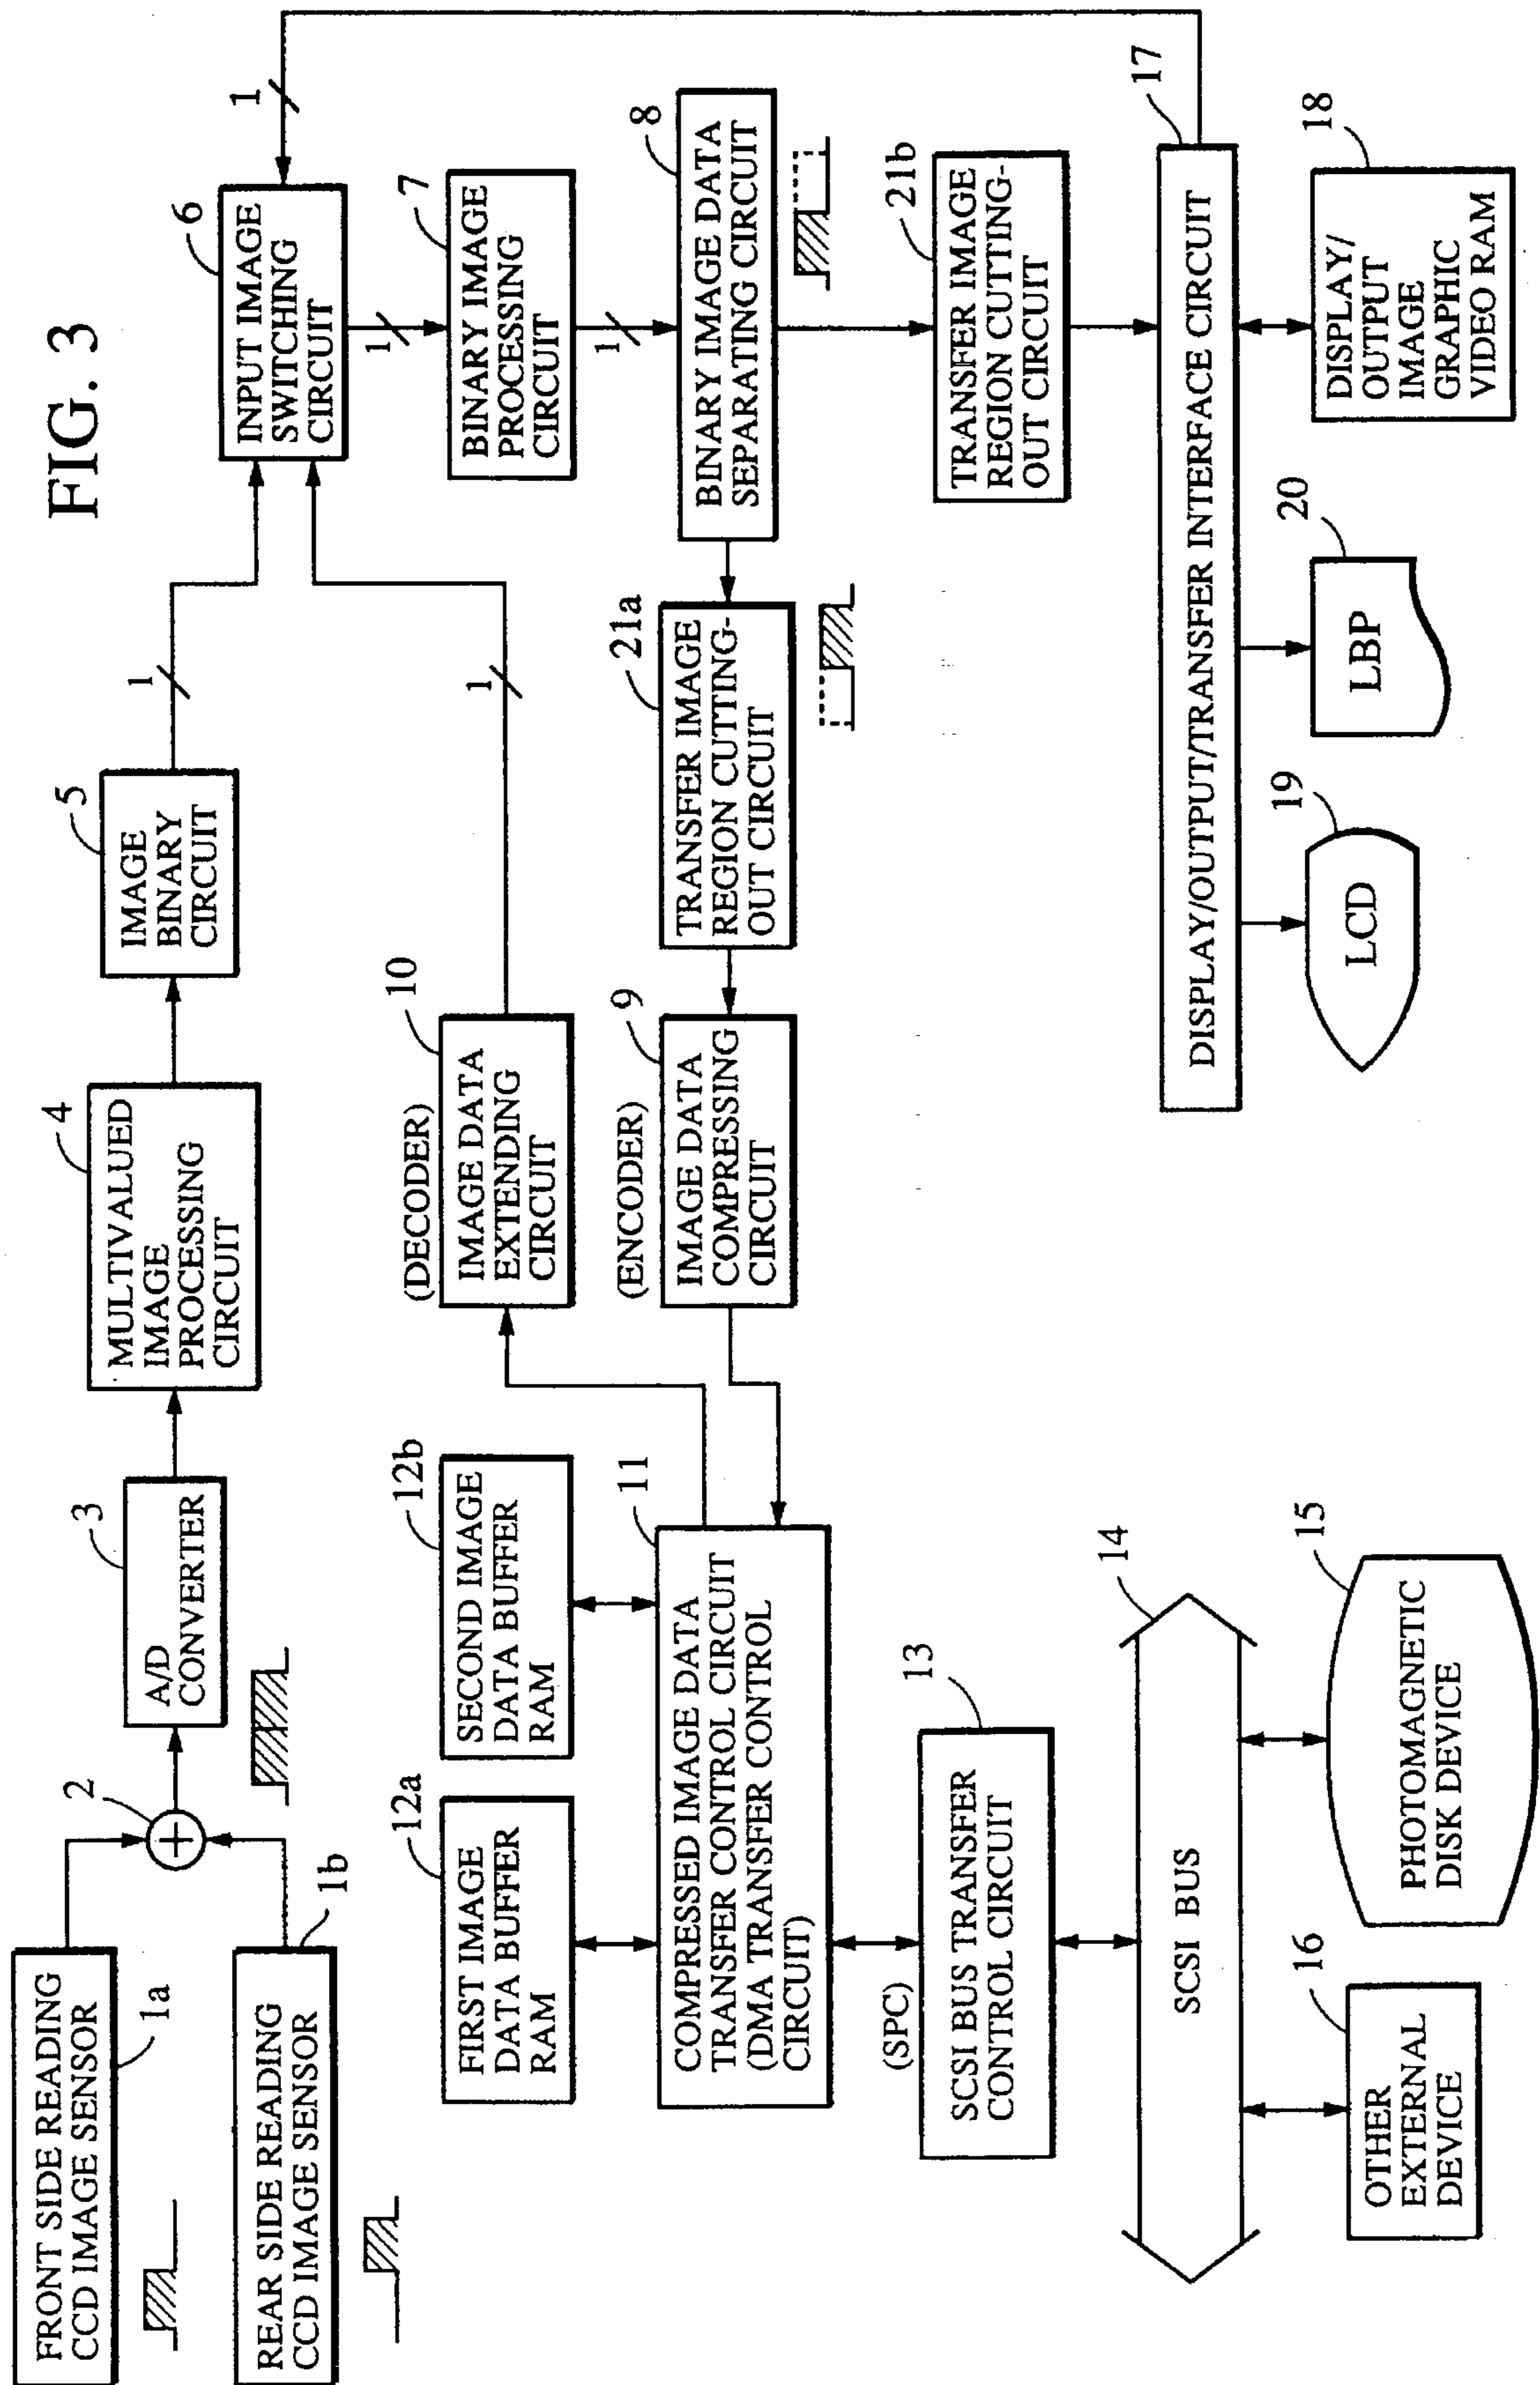 FIG. 3
FRONT SIDE READING
CCD IMAGE SENSOR
1a
REAR SIDE READING
CCD IMAGE SENSOR
1b
2
+
3
A/D
CONVERTER
4
MULTIVALUED
IMAGE
PROCESSING
CIRCUIT
5
IMAGE
BINARY
CIRCUIT
1
6
INPUT IMAGE
SWITCHING
CIRCUIT
1
1
7
BINARY IMAGE
PROCESSING
CIRCUIT
1
8
BINARY IMAGE DATA
SEPARATING CIRCUIT
(DECODER)
10
IMAGE DATA
EXTENDING
CIRCUIT
1
(ENCODER)
9
IMAGE DATA
COMPRESSING
CIRCUIT
21a
TRANSFER IMAGE
REGION CUTTING-
OUT CIRCUIT
21b
TRANSFER IMAGE
REGION CUTTING-
OUT CIRCUIT
12a
FIRST IMAGE
DATA BUFFER
RAM
12b
SECOND IMAGE
DATA BUFFER
RAM
11
COMPRESSED IMAGE DATA
TRANSFER CONTROL CIRCUIT
(DMA TRANSFER CONTROL
CIRCUIT)
(SPC)
13
SCSI BUS TRANSFER
CONTROL CIRCUIT
14
SCSI BUS
16
OTHER
EXTERNAL
DEVICE
15
PHOTOMAGNETIC
DISK DEVICE
17
DISPLAY/OUTPUT/TRANSFER INTERFACE CIRCUIT
19
LCD
20
LBP
18
DISPLAY/
OUTPUT
IMAGE
GRAPHIC
VIDEO RAM